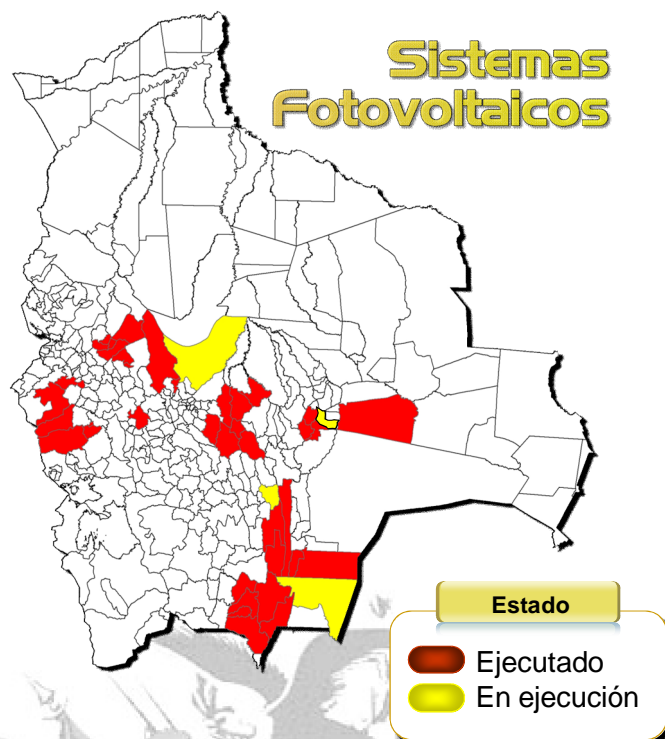 Sistemas
Fotovoltaicos
Estado
Ejecutado
En ejecución